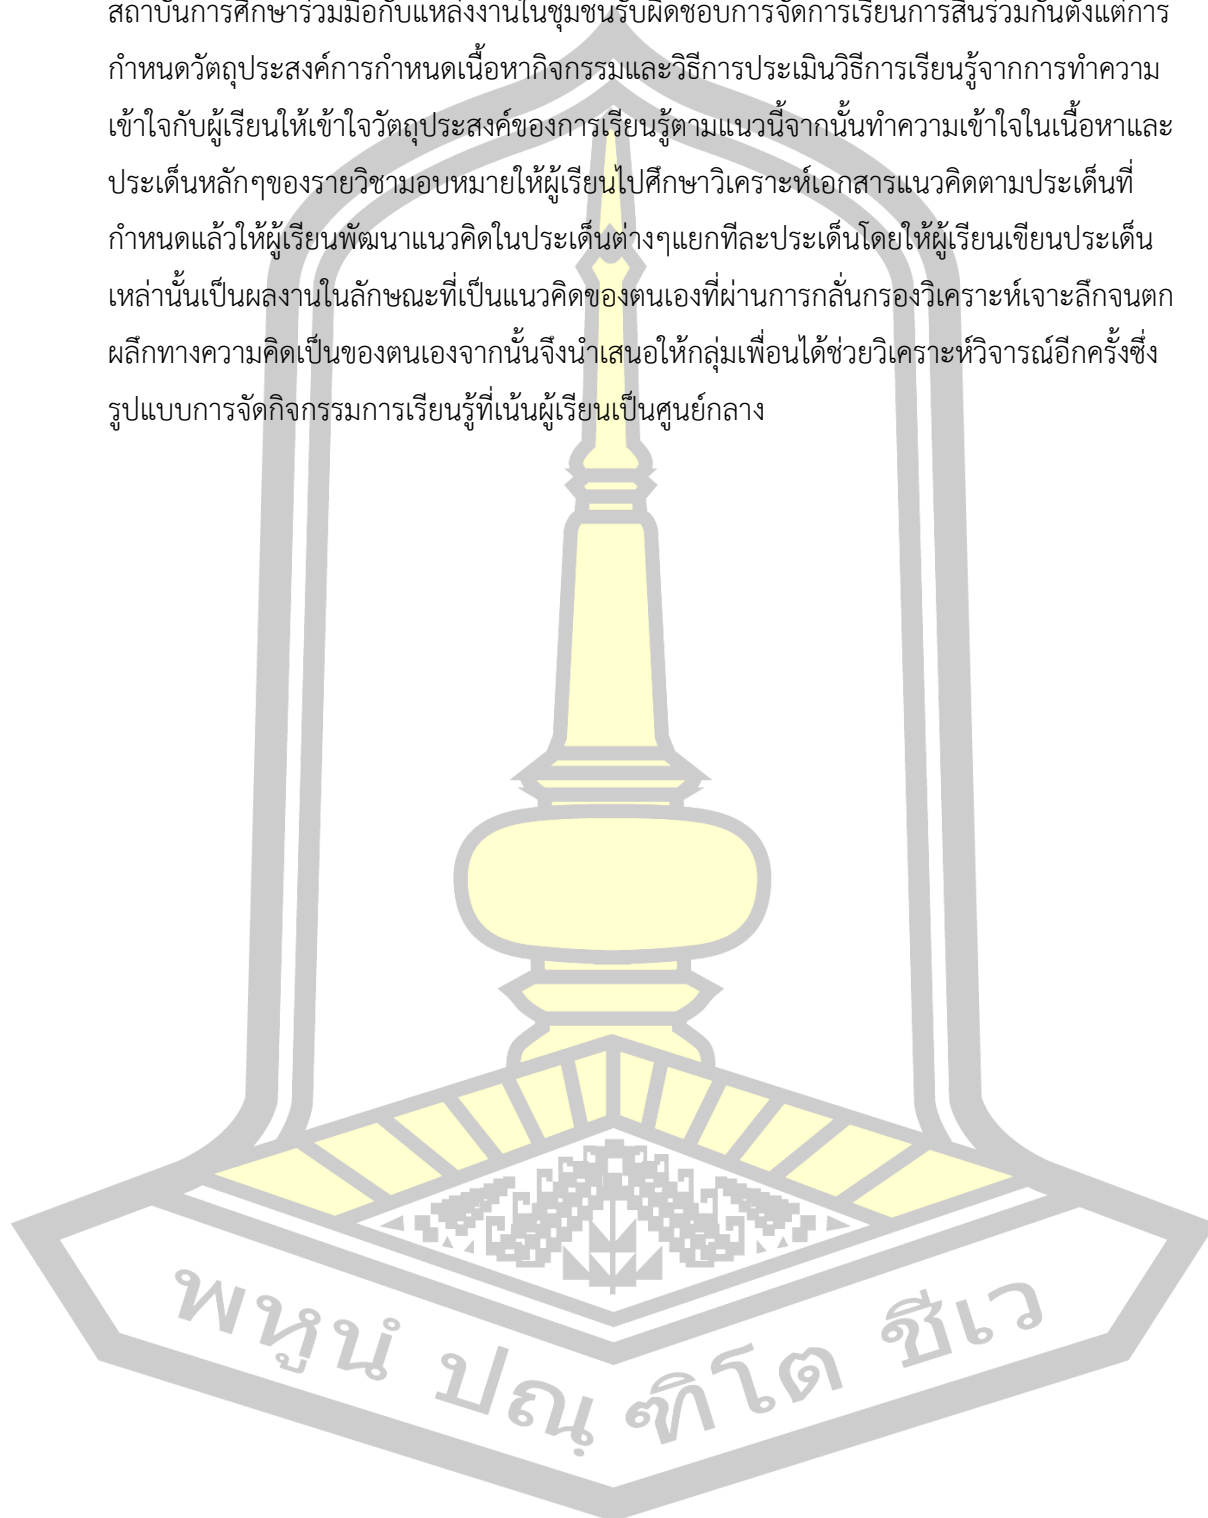 สถาบันการศึกษาร่วมมือกับแหล่งงานในชุมชนรับผิดชอบการจัดการเรียนการสินร่วมกันตั้งแต่การ
กำหนดวัตถุประสงค์การกำหนดเนื้อหากิจกรรมและวิธีการประเมินวิธีการเรียนรู้จากการทำความ
เข้าใจกับผู้เรียนให้เข้าใจวัตถุประสงค์ของการเรียนรู้ตามแนวนี้จากนั้นทำความเข้าใจในเนื้อหาและ
ประเด็นหลักๆของรายวิชามอบหมายให้ผู้เรียนไปศึกษาวิเคราะห์เอกสารแนวคิดตามประเด็นที่
กำหนดแล้วให้ผู้เรียนพัฒนาแนวคิดในประเด็นต่างๆแยกทีละประเด็นโดยให้ผู้เรียนเขียนประเด็น
เหล่านั้นเป็นผลงานในลักษณะที่เป็นแนวคิดของตนเองที่ผ่านการกลั่นกรองวิเคราะห์เจาะลึกจนตก
ผลึกทางความคิดเป็นของตนเองจากนั้นจึงนำเสนอให้กลุ่มเพื่อนได้ช่วยวิเคราะห์วิจารณ์อีกครั้งซึ่ง
รูปแบบการจัดกิจกรรมการเรียนรู้ที่เน้นผู้เรียนเป็นศูนย์กลาง
พหูนํ ปณฺฑิโต ชีเว